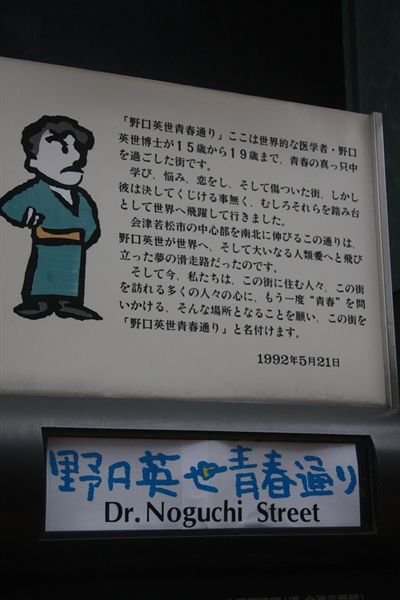 「野口英世青春通り」ここは世界的な医学者・野口
英世博士が15歳から19歳まで、青春の真っ只中
を過ごした街です。
学び、悩み、恋をし、そして傷ついた街、しかし
彼は決してくじける事無く、むしろそれらを踏み台
として世界へ飛躍して行きました。
会津若松市の中心部を南北に伸びるこの通りは、
野口英世が世界へ、そして大いなる人類愛へと飛び
立った夢の滑走路だったのです。
そして今、私たちは、この街に住む人々、この街
を訪れる多くの人々の心に、もう一度“青春”を問
いかける、そんな場所となることを願い、この街を
「野口英世青春通り」と名付けます。
1992年5月21日
野口英世青春通り
Dr. Noguchi Street